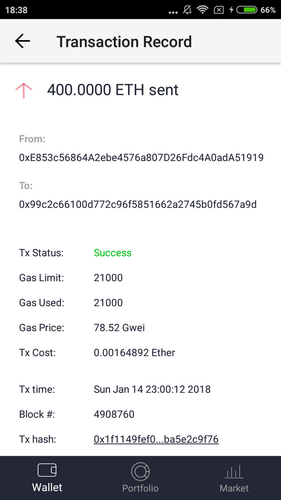 18:38
... 66%
Transaction Record
400.0000 ETH sent
From:
0xE853c56864A2ebe4576a807D26Fdc4A0adA51919
To:
0x99c2c66100d772c96f5851662a2745b0fd567a9d
Tx Status: Success
Gas Limit: 21000
Gas Used: 21000
Gas Price: 78.52 Gwei
Tx Cost: 0.00164892 Ether
Tx time: Sun Jan 14 23:00:12 2018
Block #: 4908760
Tx hash: 0x1f1149fef0...ba5e2c9f76
Wallet Portfolio Market